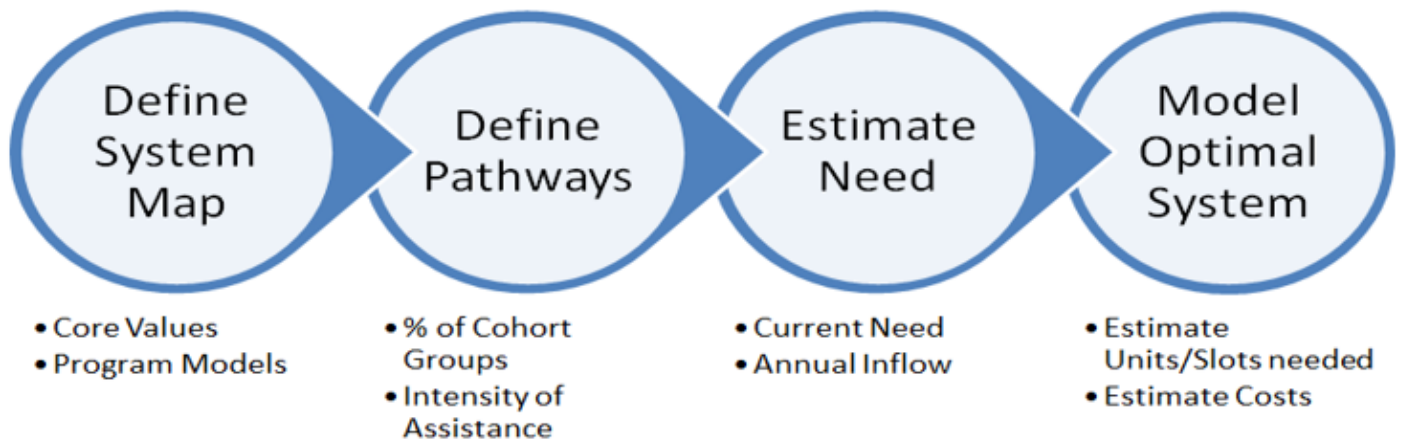 Define
System
Map
Define
Pathways
Estimate
Need
Model
Optimal
System
• Core Values
• Program Models
• % of Cohort
Groups
• Intensity of
Assistance
• Current Need
• Annual Inflow
• Estimate
Units/Slots needed
• Estimate Costs